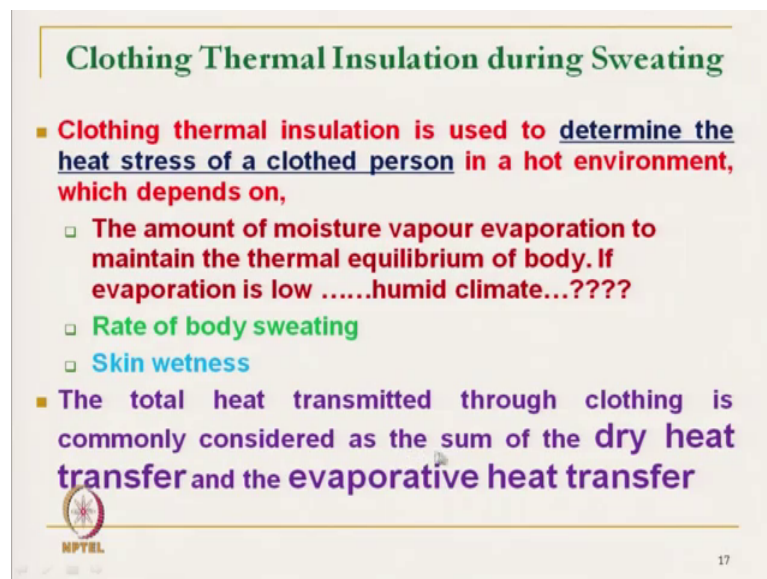 Clothing Thermal Insulation during Sweating
Clothing thermal insulation is used to determine the
heat stress of a clothed person in a hot environment,
which depends on,
The amount of moisture vapour evaporation to
maintain the thermal equilibrium of body. If
evaporation is low ......humid climate...????
Rate of body sweating
Skin wetness
The total heat transmitted through clothing is
commonly considered as the sum of the dry heat
transfer and the evaporative heat transfer
NPTEL
17